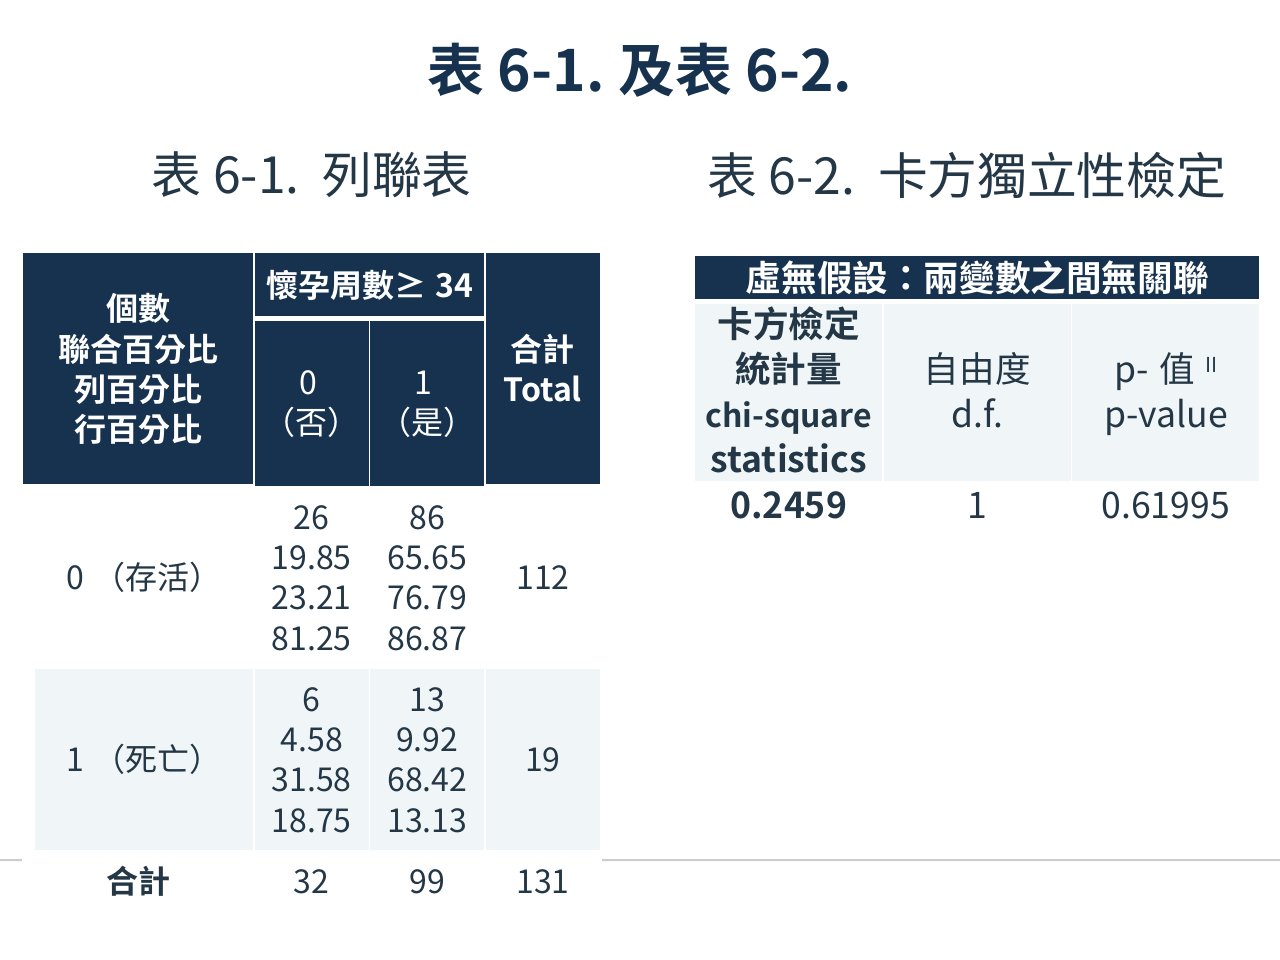 表 6-1. 及表 6-2.
表 6-1. 列聯表
個數
聯合百分比
列百分比
行百分比
懷孕周數≥ 34
合計
Total
0
（否）
1
（是）
0 （存活）
26
19.85
23.21
81.25
86
65.65
76.79
86.87
112
1 （死亡）
6
4.58
31.58
18.75
13
9.92
68.42
13.13
19
合計
32
99
131
表 6-2. 卡方獨立性檢定
虛無假設：兩變數之間無關聯
卡方檢定
統計量
chi-square
statistics
自由度
d.f.
p- 值 ||
p-value
0.2459
1
0.61995